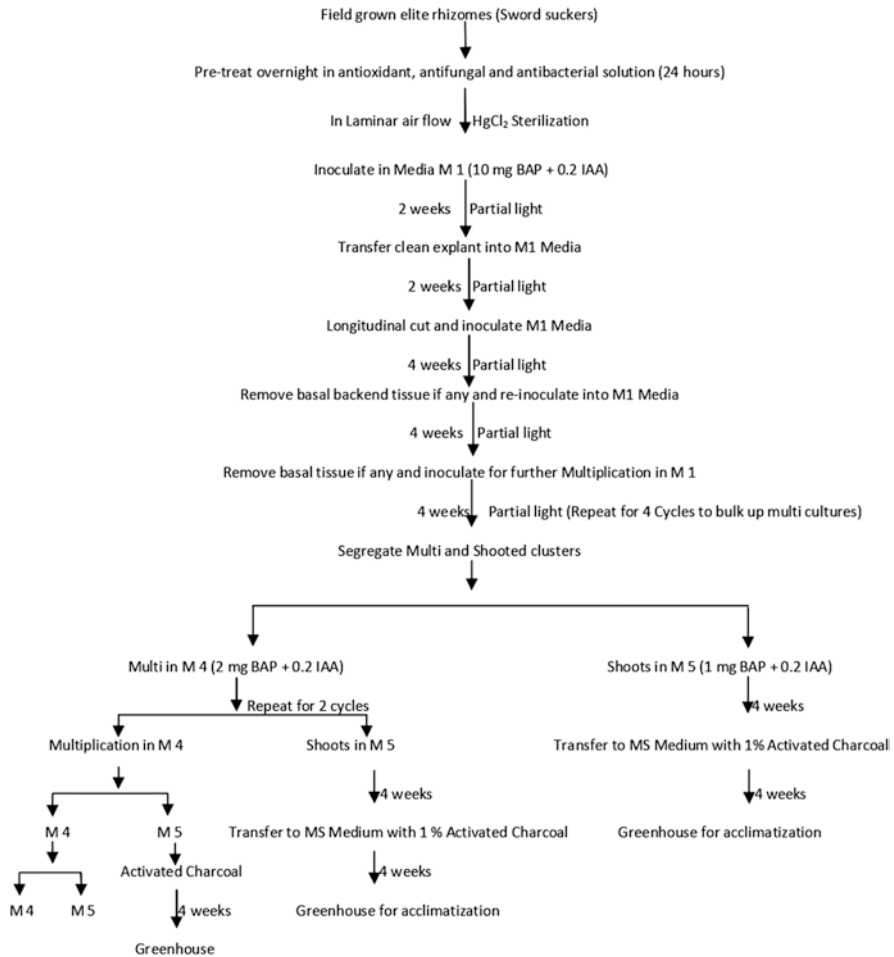 Field grown elite rhizomes (Sword suckers)
Pre-treat overnight in antioxidant, antifungal and antibacterial solution (24 hours)
In Laminar air flow HgCl₂ Sterilization
Inoculate in Media M 1 (10 mg BAP + 0.2 IAA)
2 weeks Partial light
Transfer clean explant into M1 Media
2 weeks Partial light
Longitudinal cut and inoculate M1 Media
4 weeks Partial light
Remove basal backend tissue if any and re-inoculate into M1 Media
4 weeks Partial light
Remove basal tissue if any and inoculate for further Multiplication in M 1
4 weeks Partial light (Repeat for 4 Cycles to bulk up multi cultures)
Segregate Multi and Shooted clusters
Multi in M 4 (2 mg BAP + 0.2 IAA) Shoots in M 5 (1 mg BAP + 0.2 IAA)
Repeat for 2 cycles 4 weeks
Multiplication in M 4 Shoots in M 5 Transfer to MS Medium with 1% Activated Charcoal
4 weeks 4 weeks
M 4 M 5 Transfer to MS Medium with 1 % Activated Charcoal Greenhouse for acclimatization
Activated Charcoal 4 weeks
M 4 M 5 4 weeks Greenhouse for acclimatization
Greenhouse